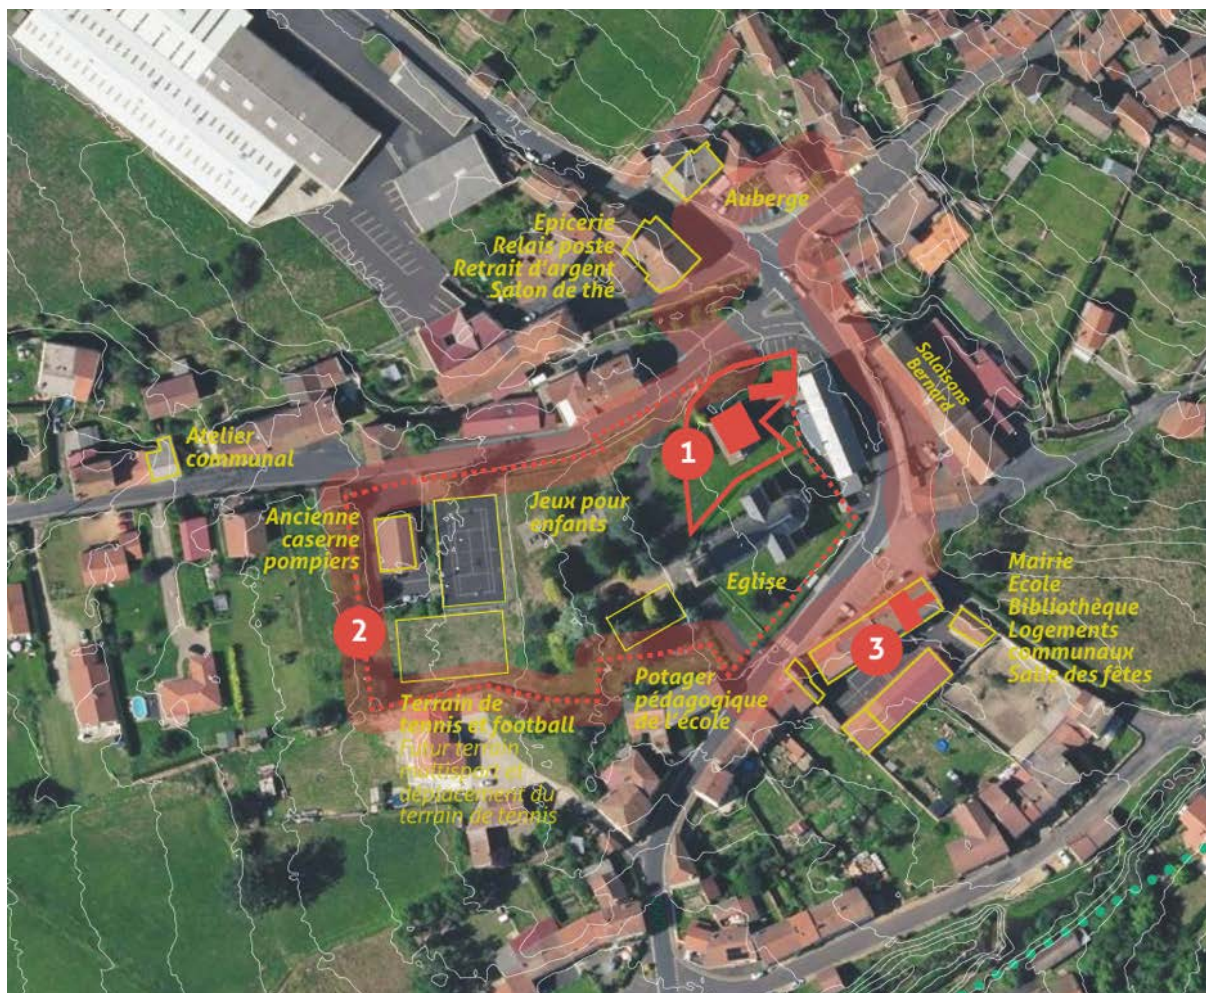 Auberge
Epicerie
Relais poste
Retrait d'argent
Salon de thé
Salaisons
Bernard
Atelier
communal
1
Ancienne
caserne
pompiers
Jeux pour
enfants
Eglise
Mairie
Ecole
Bibliothèque
Logements
communaux
Salle des fêtes
2
3
Potager
pédagogique
de l'école
Terrain de
tennis et football
Futur terrain
multisport et
déplacement du
terrain de tennis